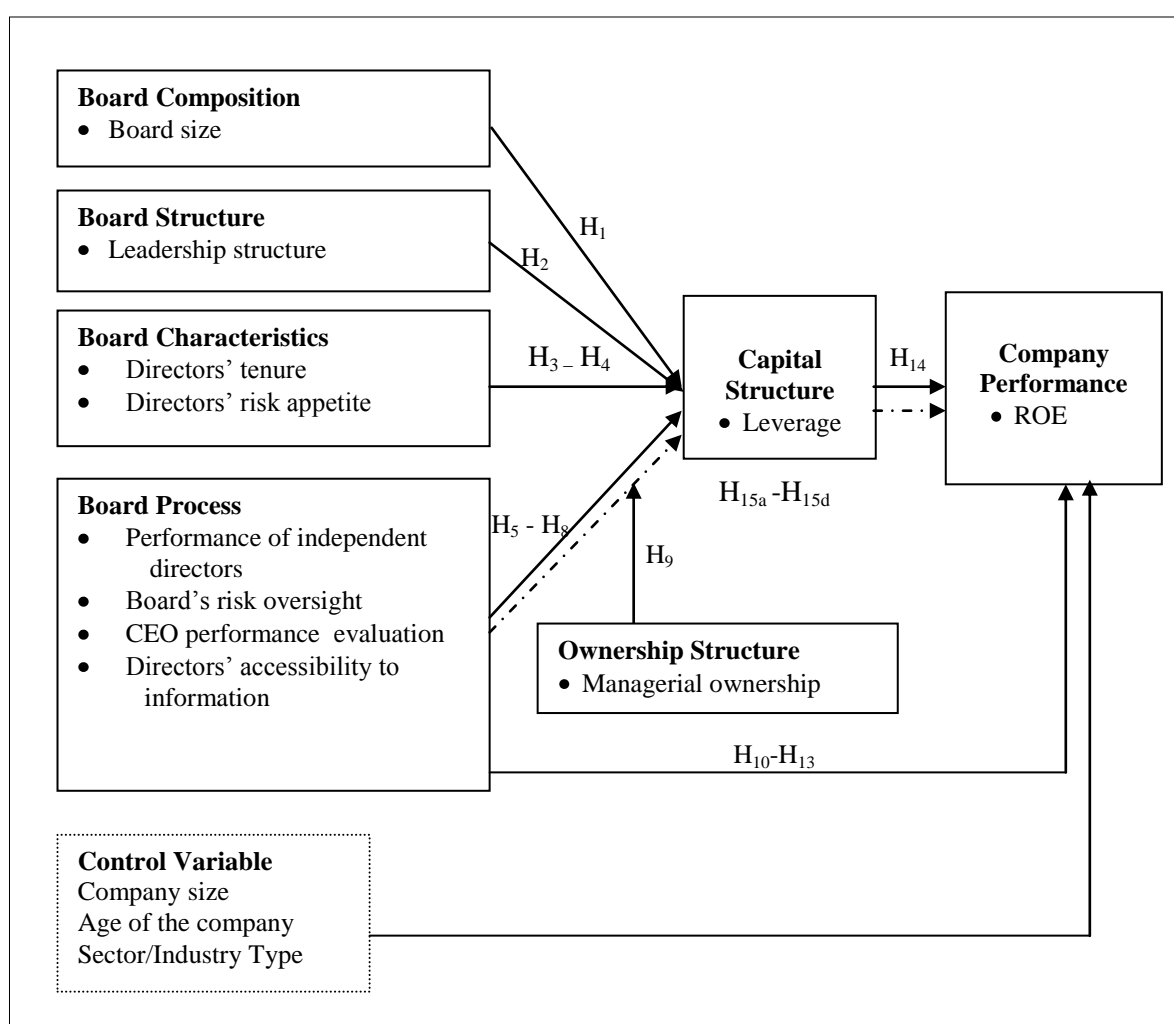 Board Composition
• Board size
Board Structure
• Leadership structure
Board Characteristics
• Directors’ tenure
• Directors’ risk appetite
Board Process
• Performance of independent
directors
• Board’s risk oversight
• CEO performance evaluation
• Directors’ accessibility to
information
Control Variable
Company size
Age of the company
Sector/Industry Type
H1
H2
H3 – H4
H5 - H8
H9
Ownership Structure
• Managerial ownership
H10-H13
Capital
Structure
• Leverage
H15a -H15d
H14
Company
Performance
• ROE